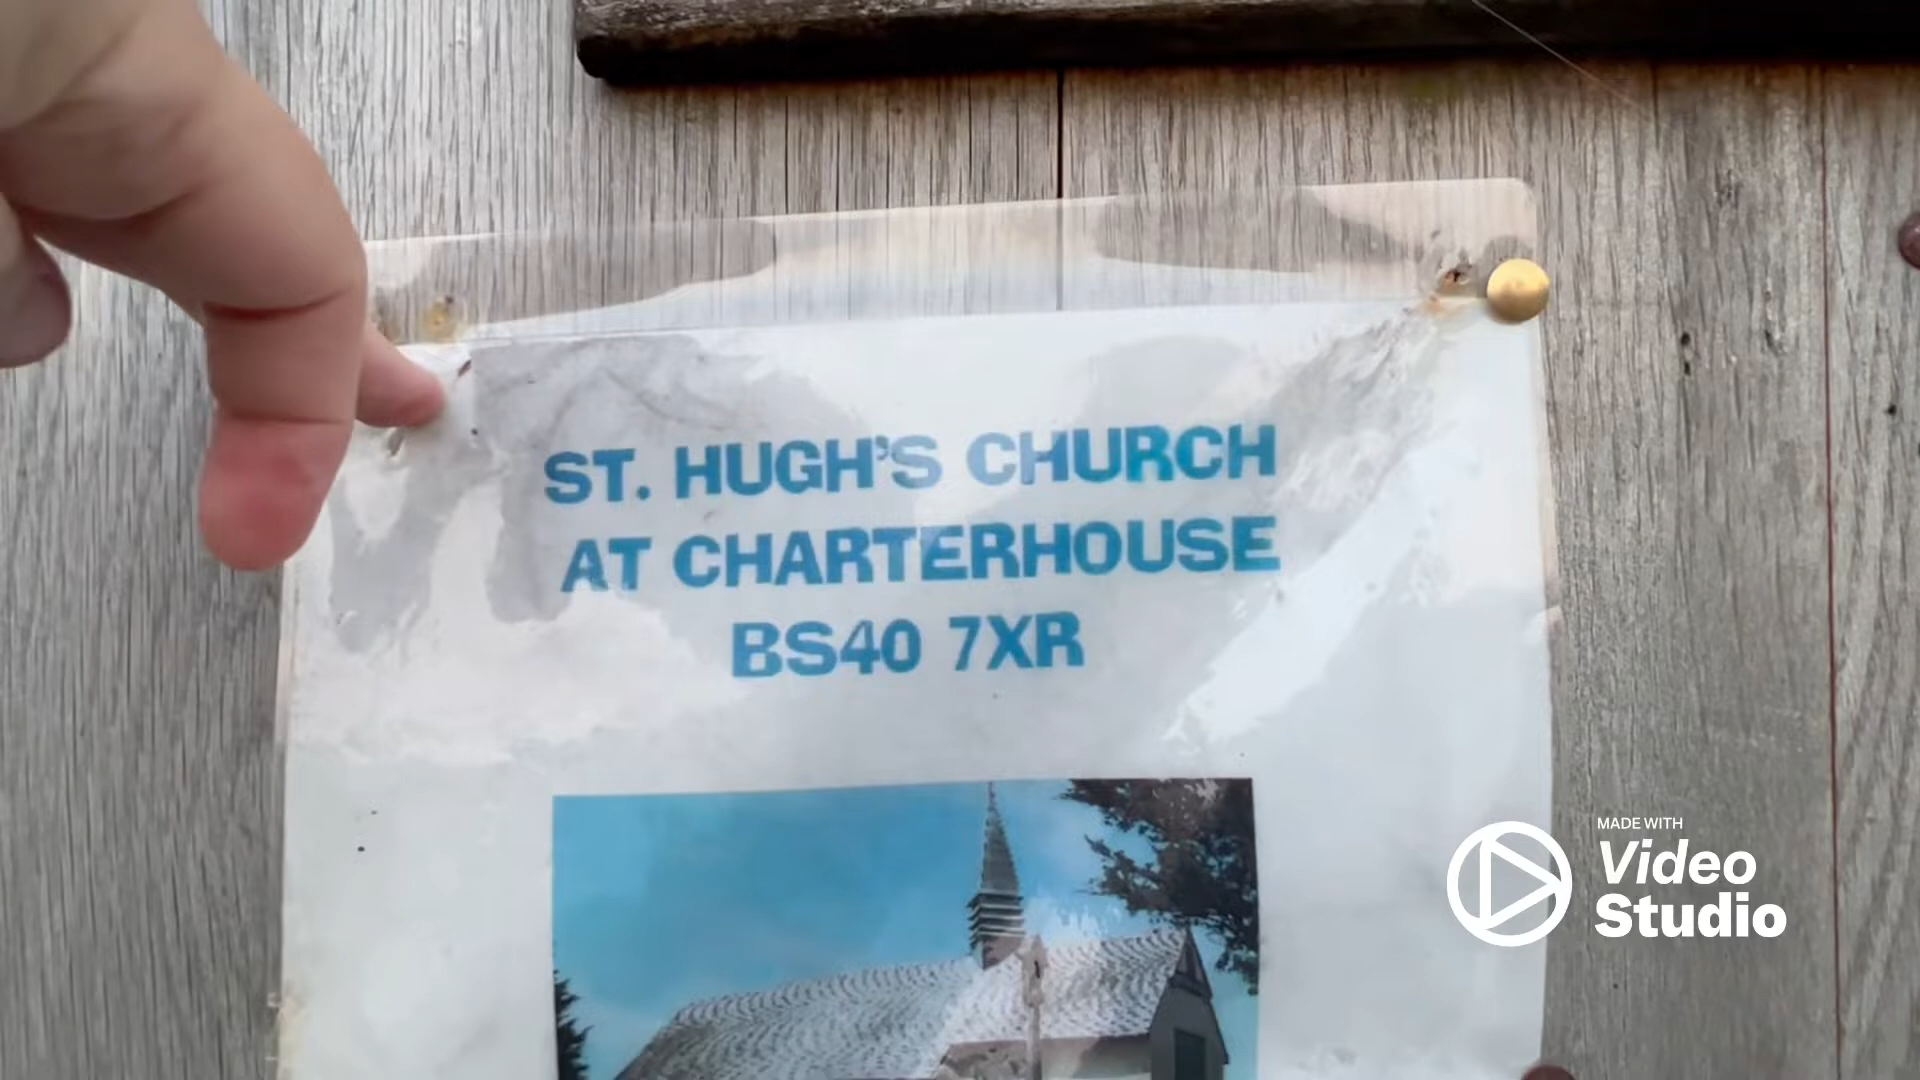 ST. HUGH'S CHURCH
AT CHARTERHOUSE
BS40 7XR
MADE WITH
Video
Studio